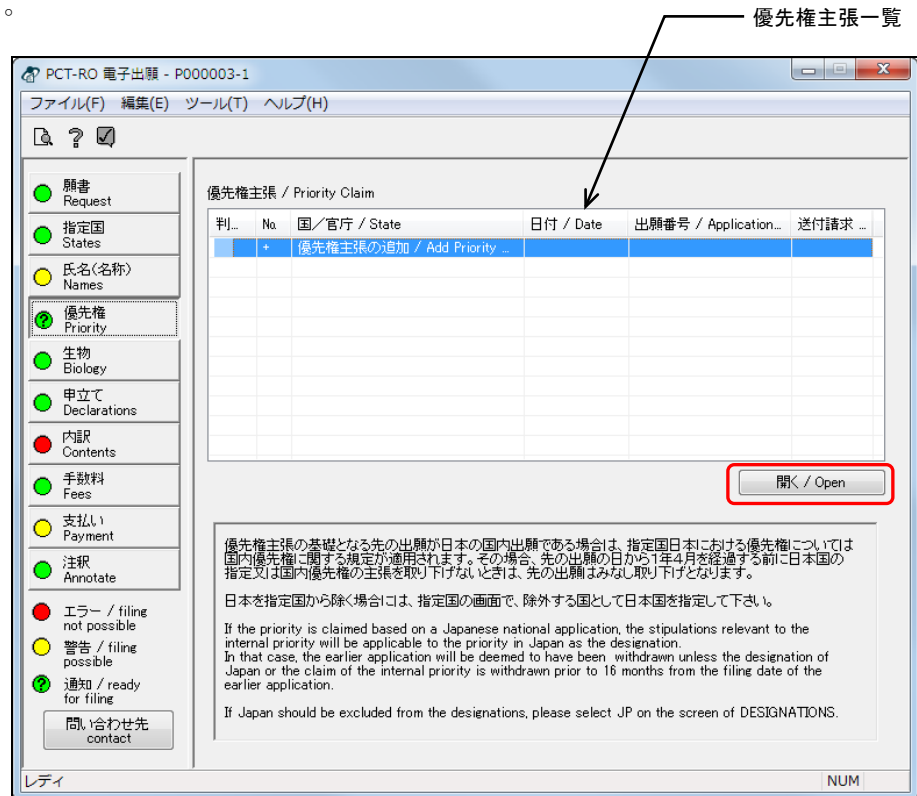 。
優先権主張一覧
PCT-RO 電子出願 - P000003-1
ファイル(F) 編集(E) ツール(T) ヘルプ(H)
願書
Request
指定国
States
氏名(名称)
Names
優先権
Priority
生物
Biology
申立て
Declarations
内訳
Contents
手数料
Fees
支払い
Payment
注釈
Annotate
エラー / filing
not possible
警告 / filing
possible
通知 / ready
for filing
問い合わせ先
contact
優先権主張 / Priority Claim
判... No. 国／官庁 / State 日付 / Date 出願番号 / Application... 送付請求 ...
+ 優先権主張の追加 / Add Priority ...
開く / Open
優先権主張の基礎となる先の出願が日本の国内出願である場合は、指定国日本における優先権については
国内優先権に関する規定が適用されます。その場合、先の出願の日から1年4月を経過する前に日本国の
指定又は国内優先権の主張を取り下げないときは、先の出願はみなし取り下げとなります。
日本を指定国から除く場合には、指定国の画面で、除外する国として日本国を指定して下さい。
If the priority is claimed based on a Japanese national application, the stipulations relevant to the
internal priority will be applicable to the priority in Japan as the designation.
In that case, the earlier application will be deemed to have been withdrawn unless the designation of
Japan or the claim of the internal priority is withdrawn prior to 16 months from the filing date of the
earlier application.
If Japan should be excluded from the designations, please select JP on the screen of DESIGNATIONS.
レディ
NUM